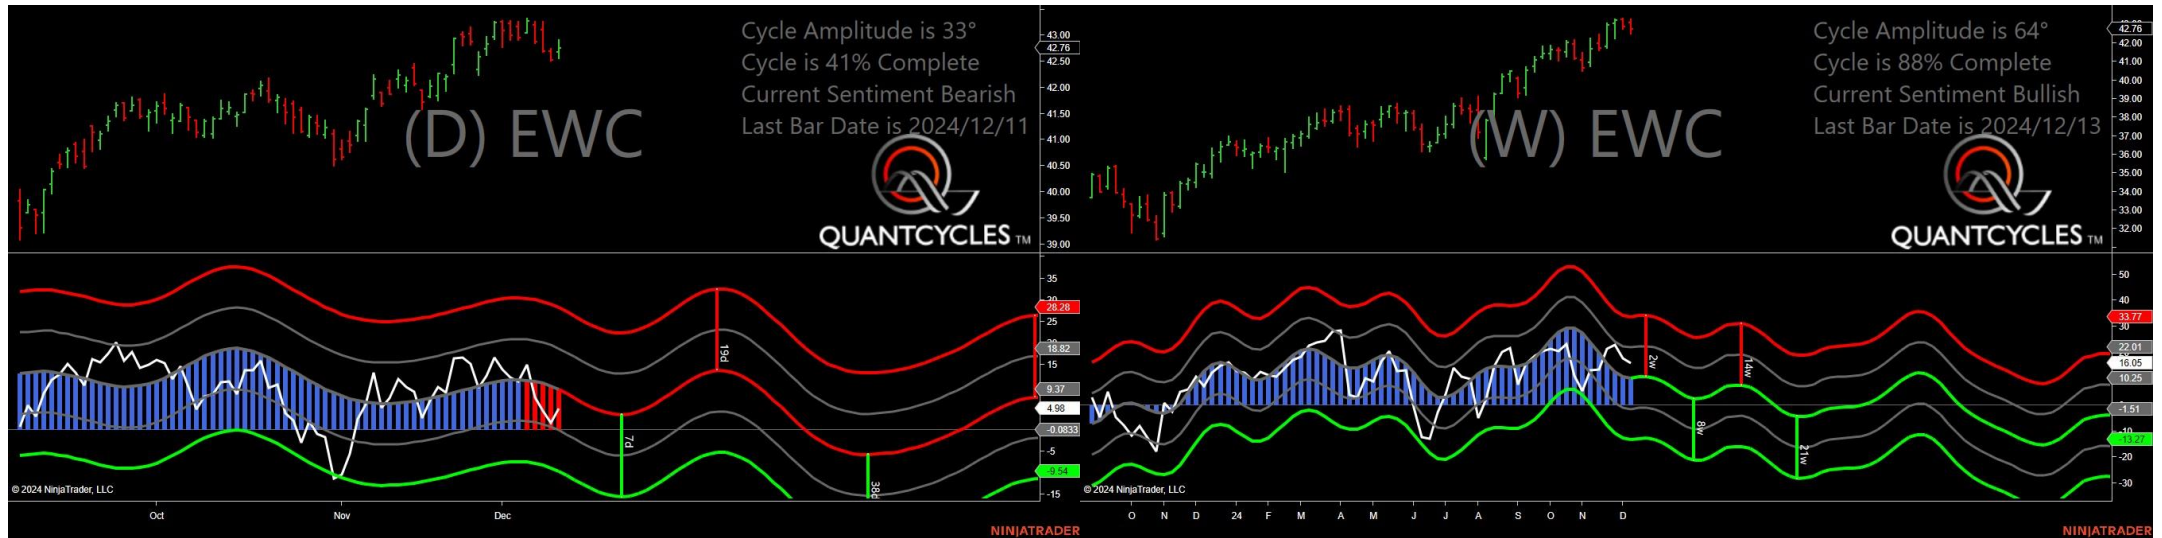 Cycle Amplitude is 33°
Cycle is 41% Complete
Current Sentiment Bearish
Last Bar Date is 2024/12/11
(D) EWC
QUANTCYCLES TM
43.00
42.76
42.50
42.00
41.50
41.00
40.50
40.00
39.50
39.00
35
28.28
25
18.82
15
9.37
4.98
-0.0833
-5
-9.54
-15
7d
19d
38d
© 2024 NinjaTrader, LLC
Oct Nov Dec
NINJATRADER
Cycle Amplitude is 64°
Cycle is 88% Complete
Current Sentiment Bullish
Last Bar Date is 2024/12/13
(W) EWC
QUANTCYCLES TM
42.76
42.00
41.00
40.00
39.00
38.00
37.00
36.00
35.00
34.00
33.00
32.00
50
40
33.77
30
22.01
16.05
10.25
-1.51
-10
-13.27
-20
-30
2w
8w
14w
21w
© 2024 NinjaTrader, LLC
O N D 24 F M A M J J A S O N D
NINJATRADER